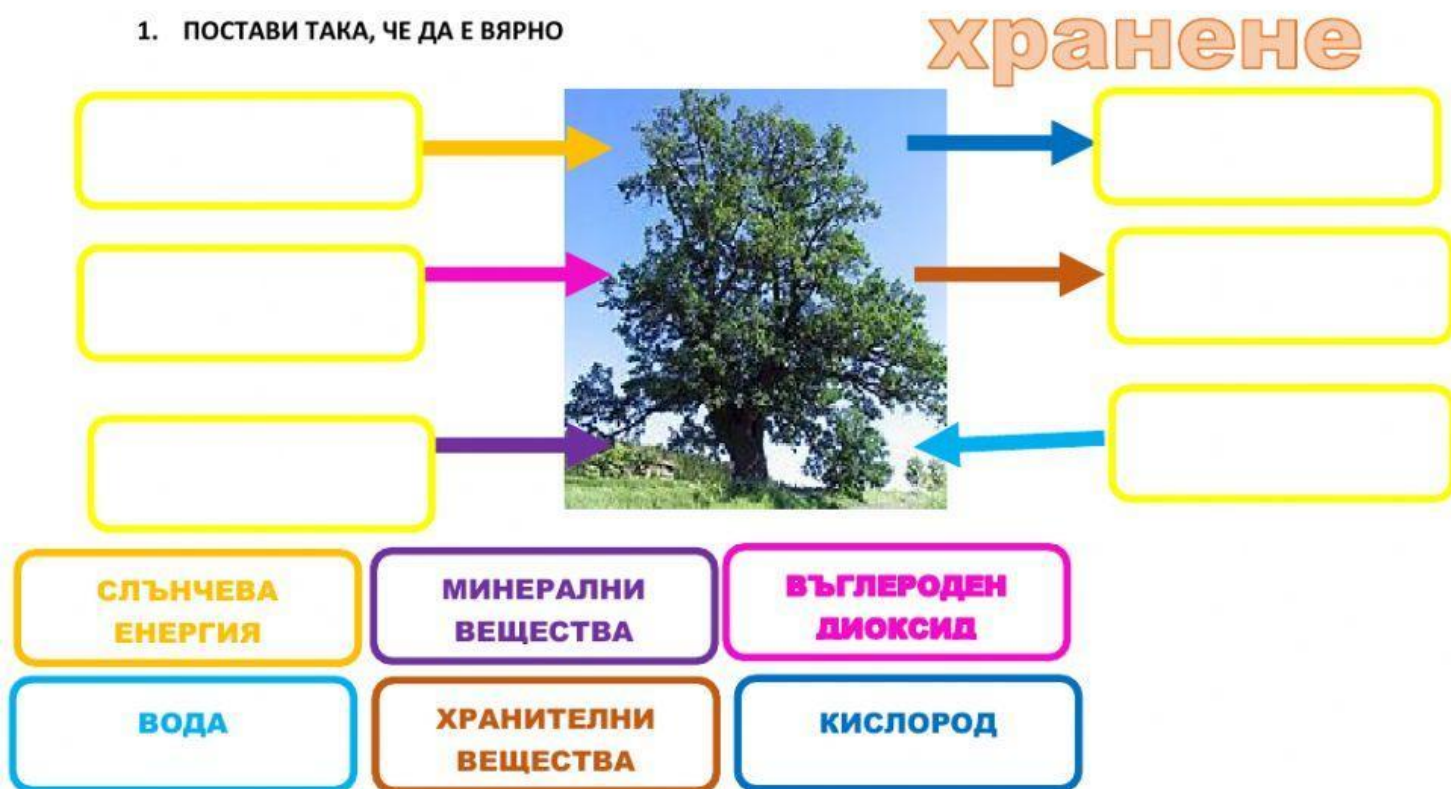 1. ПОСТАВИ ТАКА, ЧЕ ДА Е ВЯРНО
хранене
СЛЪНЧЕВА
ЕНЕРГИЯ
МИНЕРАЛНИ
ВЕЩЕСТВА
ВЪГЛЕРОДЕН
ДИОКСИД
ВОДА
ХРАНИТЕЛНИ
ВЕЩЕСТВА
КИСЛОРОД